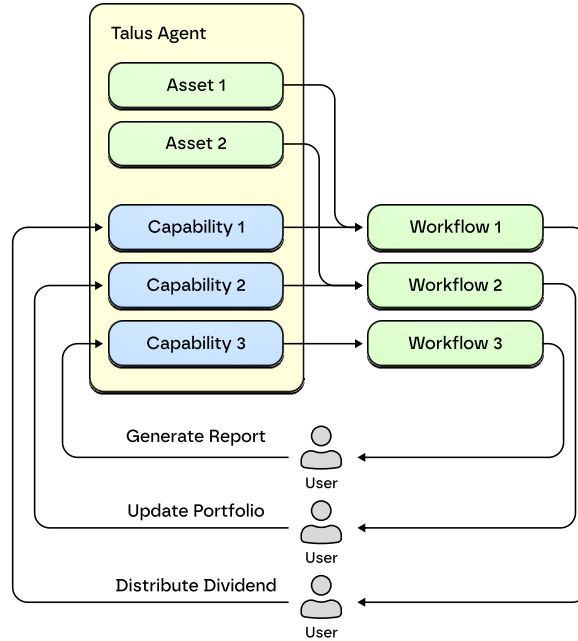 Talus Agent
Asset 1
Asset 2
Capability 1
Workflow 1
Capability 2
Workflow 2
Capability 3
Workflow 3
Generate Report
User
Update Portfolio
User
Distribute Dividend
User